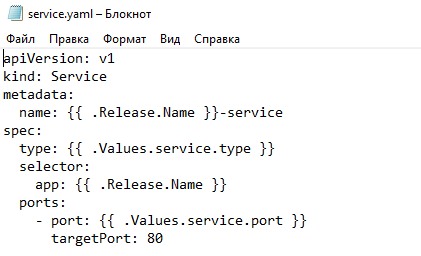 service.yaml – Блокнот
Файл Правка Формат Вид Справка
apiVersion: v1
kind: Service
metadata:
  name: {{ .Release.Name }}-service
spec:
  type: {{ .Values.service.type }}
  selector:
    app: {{ .Release.Name }}
  ports:
    - port: {{ .Values.service.port }}
      targetPort: 80